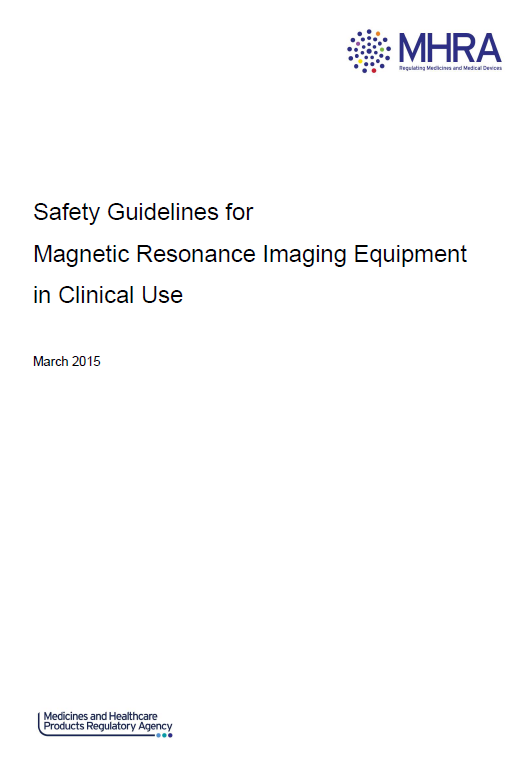 MHRA
Regulating Medicines and Medical Devices
Safety Guidelines for
Magnetic Resonance Imaging Equipment
in Clinical Use
March 2015
Medicines and Healthcare
Products Regulatory Agency